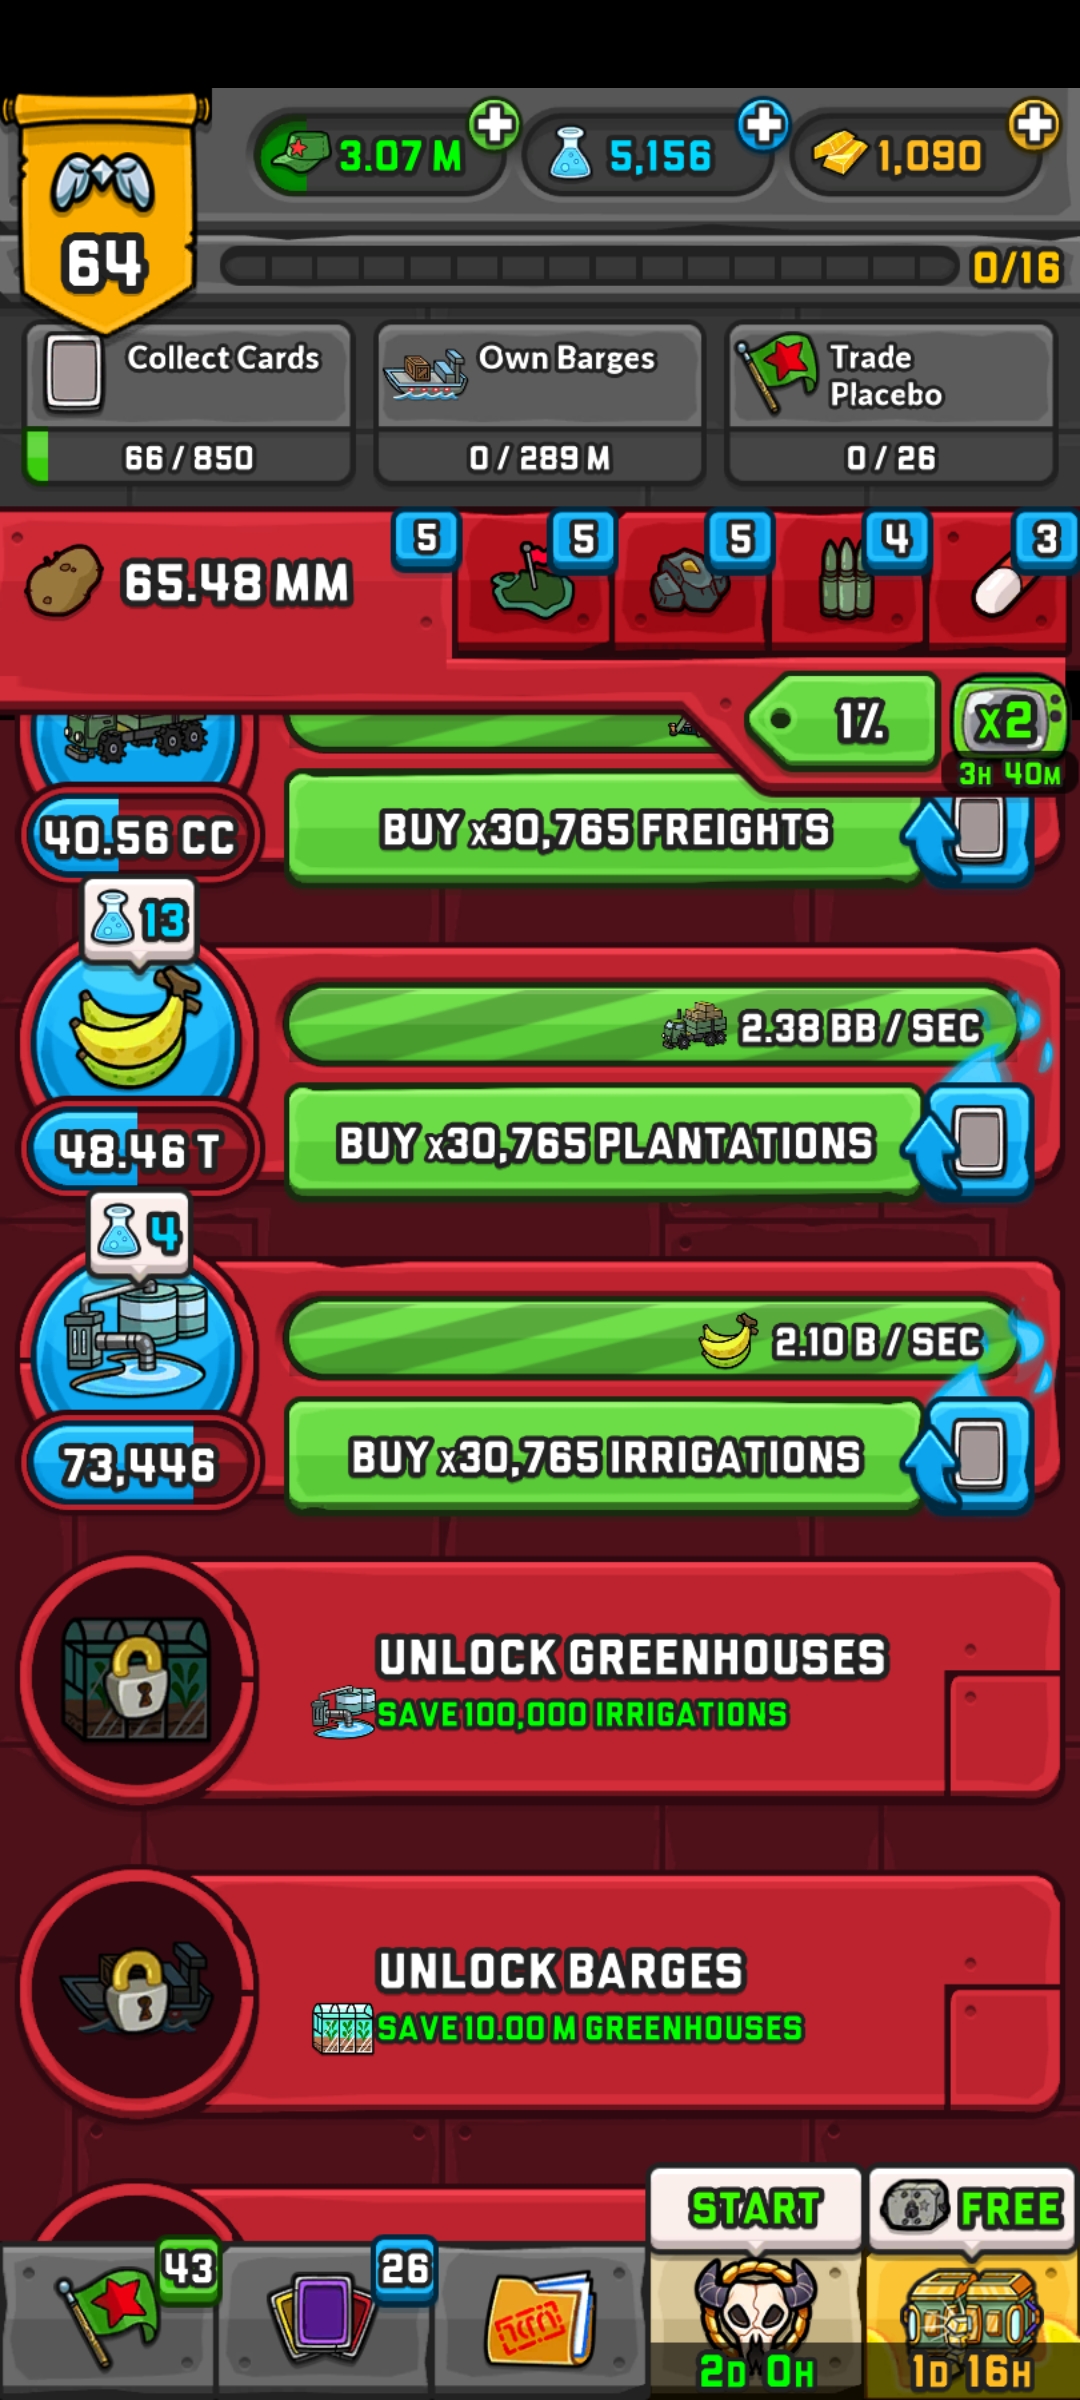 3.07 M
5,156
1,090
64
0/16
Collect Cards
66 / 850
Own Barges
0 / 289 M
Trade
Placebo
0 / 26
65.48 MM
5
5
5
4
3
1%
x2
3H 40M
40.56 CC
BUY x30,765 FREIGHTS
13
2.38 BB / SEC
48.46 T
BUY x30,765 PLANTATIONS
4
2.10 B / SEC
73,446
BUY x30,765 IRRIGATIONS
UNLOCK GREENHOUSES
SAVE 100,000 IRRIGATIONS
UNLOCK BARGES
SAVE 10.00 M GREENHOUSES
START
FREE
43
26
2D 0H
1D 16H